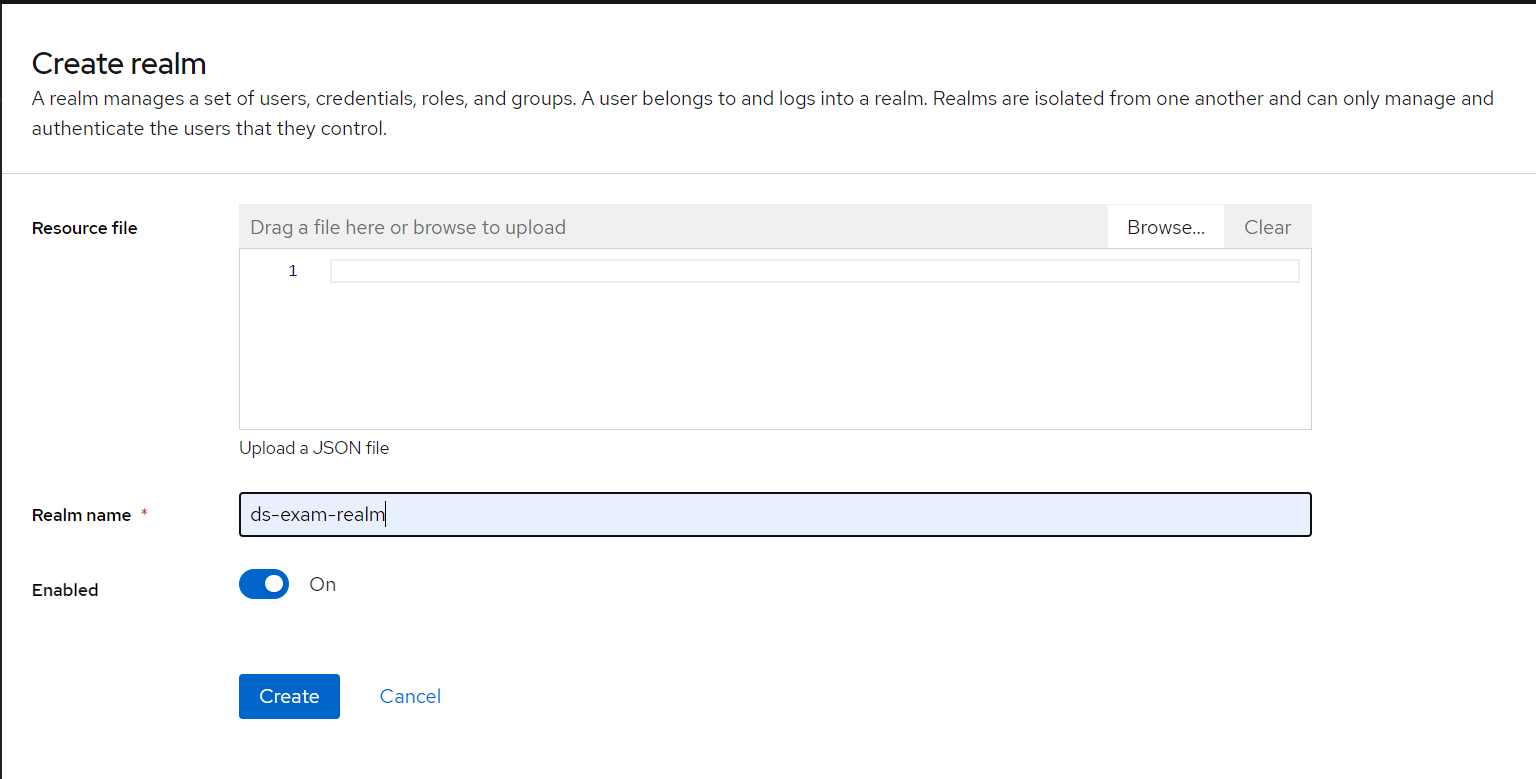 Create realm
A realm manages a set of users, credentials, roles, and groups. A user belongs to and logs into a realm. Realms are isolated from one another and can only manage and
authenticate the users that they control.
Resource file
Drag a file here or browse to upload
Browse...
Clear
1
Upload a JSON file
Realm name *
ds-exam-realm
Enabled
On
Create
Cancel